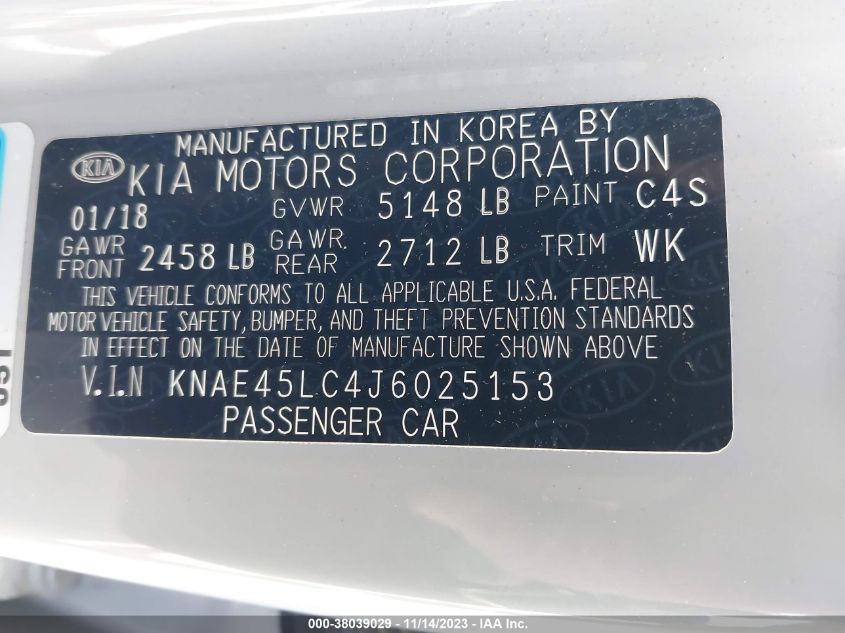 MANUFACTURED IN KOREA BY
KIA KIA MOTORS CORPORATION
01/18 GVWR 5148 LB PAINT C4S
GAWR FRONT 2458 LB GAWR. REAR 2712 LB TRIM WK
THIS VEHICLE CONFORMS TO ALL APPLICABLE U.S.A. FEDERAL
MOTOR VEHICLE SAFETY, BUMPER, AND THEFT PREVENTION STANDARDS
IN EFFECT ON THE DATE OF MANUFACTURE SHOWN ABOVE
V.I.N KNAE45LC4J6025153
PASSENGER CAR
000-38039029 - 11/14/2023 - IAAI Inc.